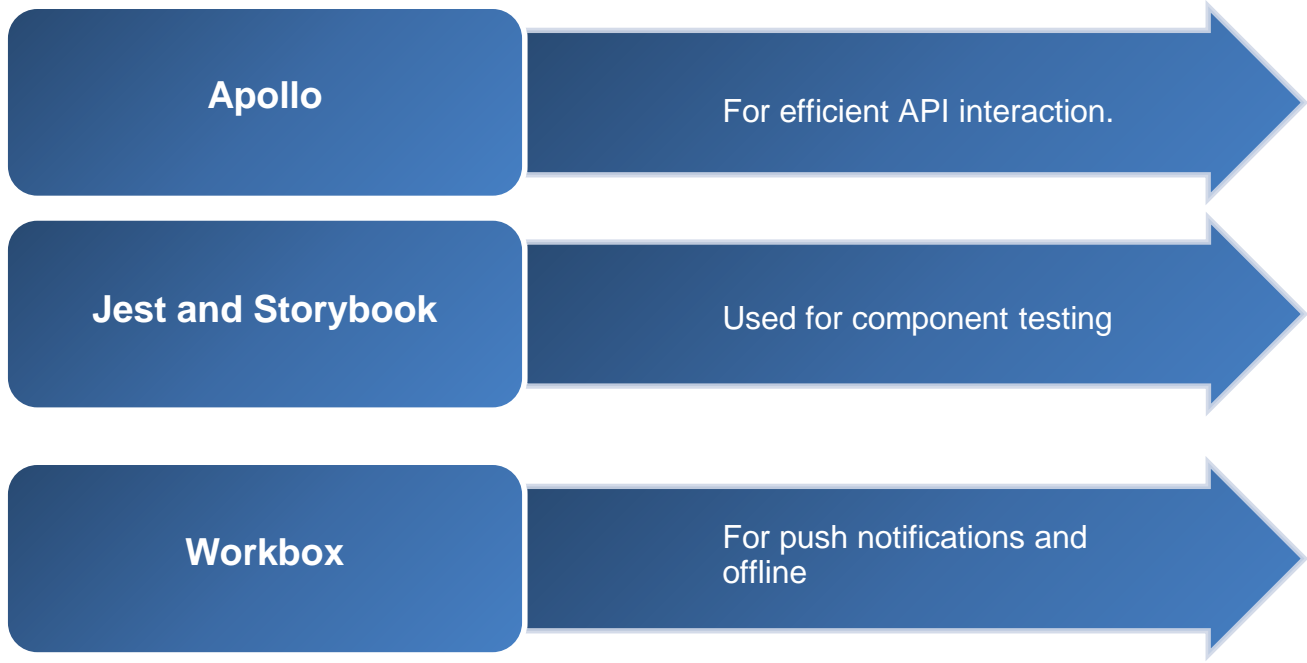 Apollo
For efficient API interaction.
Jest and Storybook
Used for component testing
Workbox
For push notifications and
offline